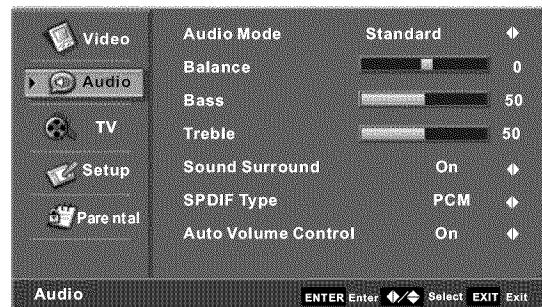 Video
Audio
TV
Setup
Pare ntal
Audio Mode Standard
Balance 0
Bass 50
Treble 50
Sound Surround On
SPDIF Type PCM
Auto Volume Control On
Audio ENTER Enter Select EXIT Exit